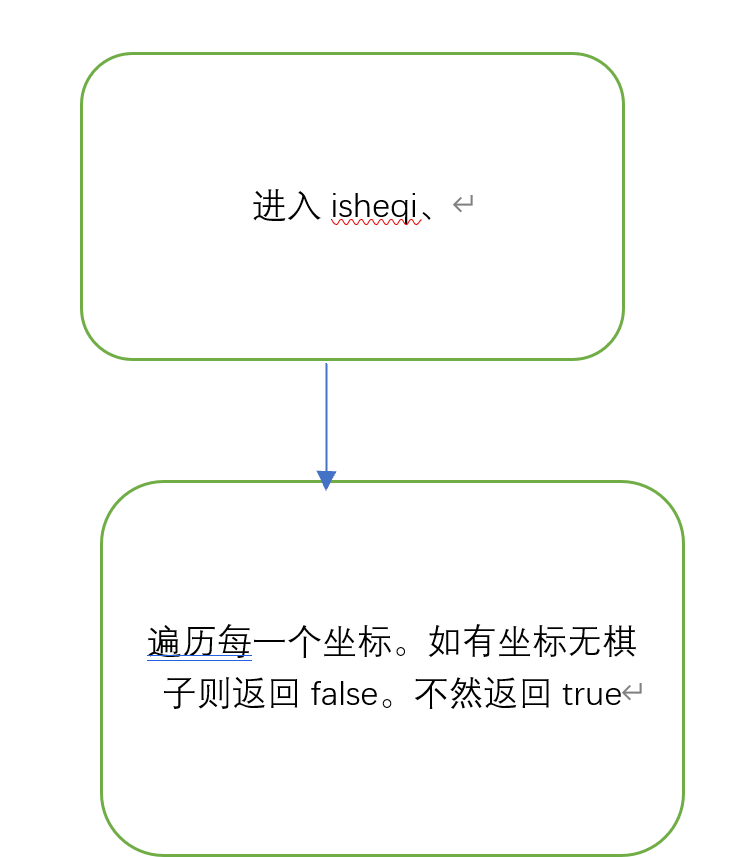 进入 isheqi、
遍历每一个坐标。如有坐标无棋
子则返回 false。不然返回 true